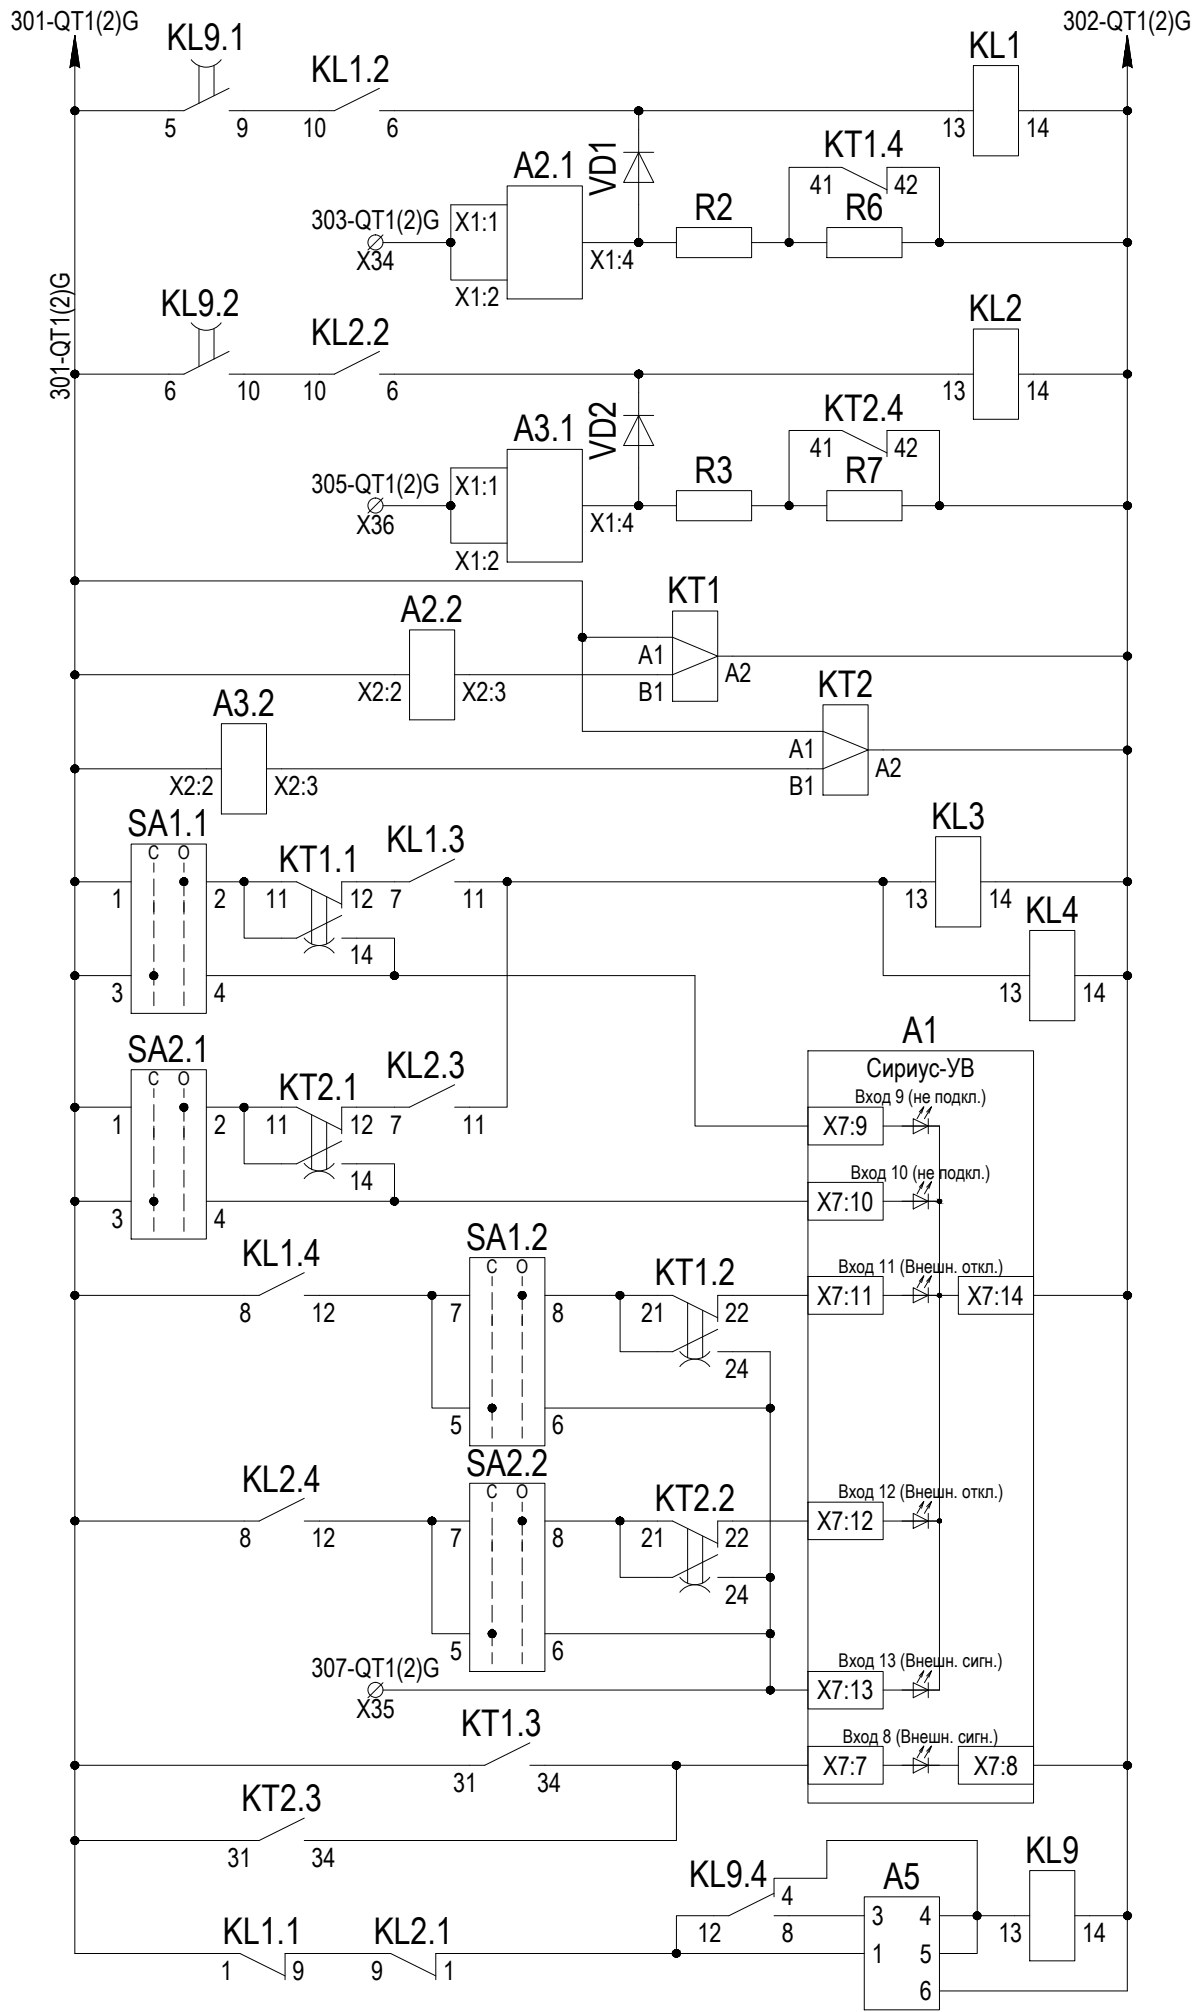 301-QT1(2)G
302-QT1(2)G
KL9.1
KL1.2
KL1
5
9
10
6
13
14
A2.1
VD1
KT1.4
41
42
303-QT1(2)G
X1:1
R2
R6
X34
X1:4
X1:2
301-QT1(2)G
KL9.2
KL2.2
KL2
6
10
10
6
13
14
A3.1
VD2
KT2.4
41
42
305-QT1(2)G
X1:1
R3
R7
X36
X1:4
X1:2
KT1
A2.2
A1
A2
X2:2
X2:3
B1
KT2
A3.2
A1
A2
X2:2
X2:3
B1
SA1.1
C O
KT1.1
KL1.3
KL3
1
2
11
12
7
11
13
14
14
KL4
3
4
13
14
A1
Сириус-УВ
SA2.1
C O
KT2.1
KL2.3
Вход 9 (не подкл.)
1
2
11
12
7
11
X7:9
14
Вход 10 (не подкл.)
3
4
X7:10
KL1.4
SA1.2
C O
KT1.2
Вход 11 (Внешн. откл.)
8
12
7
8
21
22
X7:11
X7:14
24
5
6
KL2.4
SA2.2
C O
KT2.2
Вход 12 (Внешн. откл.)
8
12
7
8
21
22
X7:12
24
5
6
307-QT1(2)G
X35
Вход 13 (Внешн. сигн.)
X7:13
KT1.3
Вход 8 (Внешн. сигн.)
31
34
X7:7
X7:8
KT2.3
31
34
KL9.4
4
A5
KL9
12
8
3
4
13
14
KL1.1
KL2.1
1
9
9
1
1
5
6